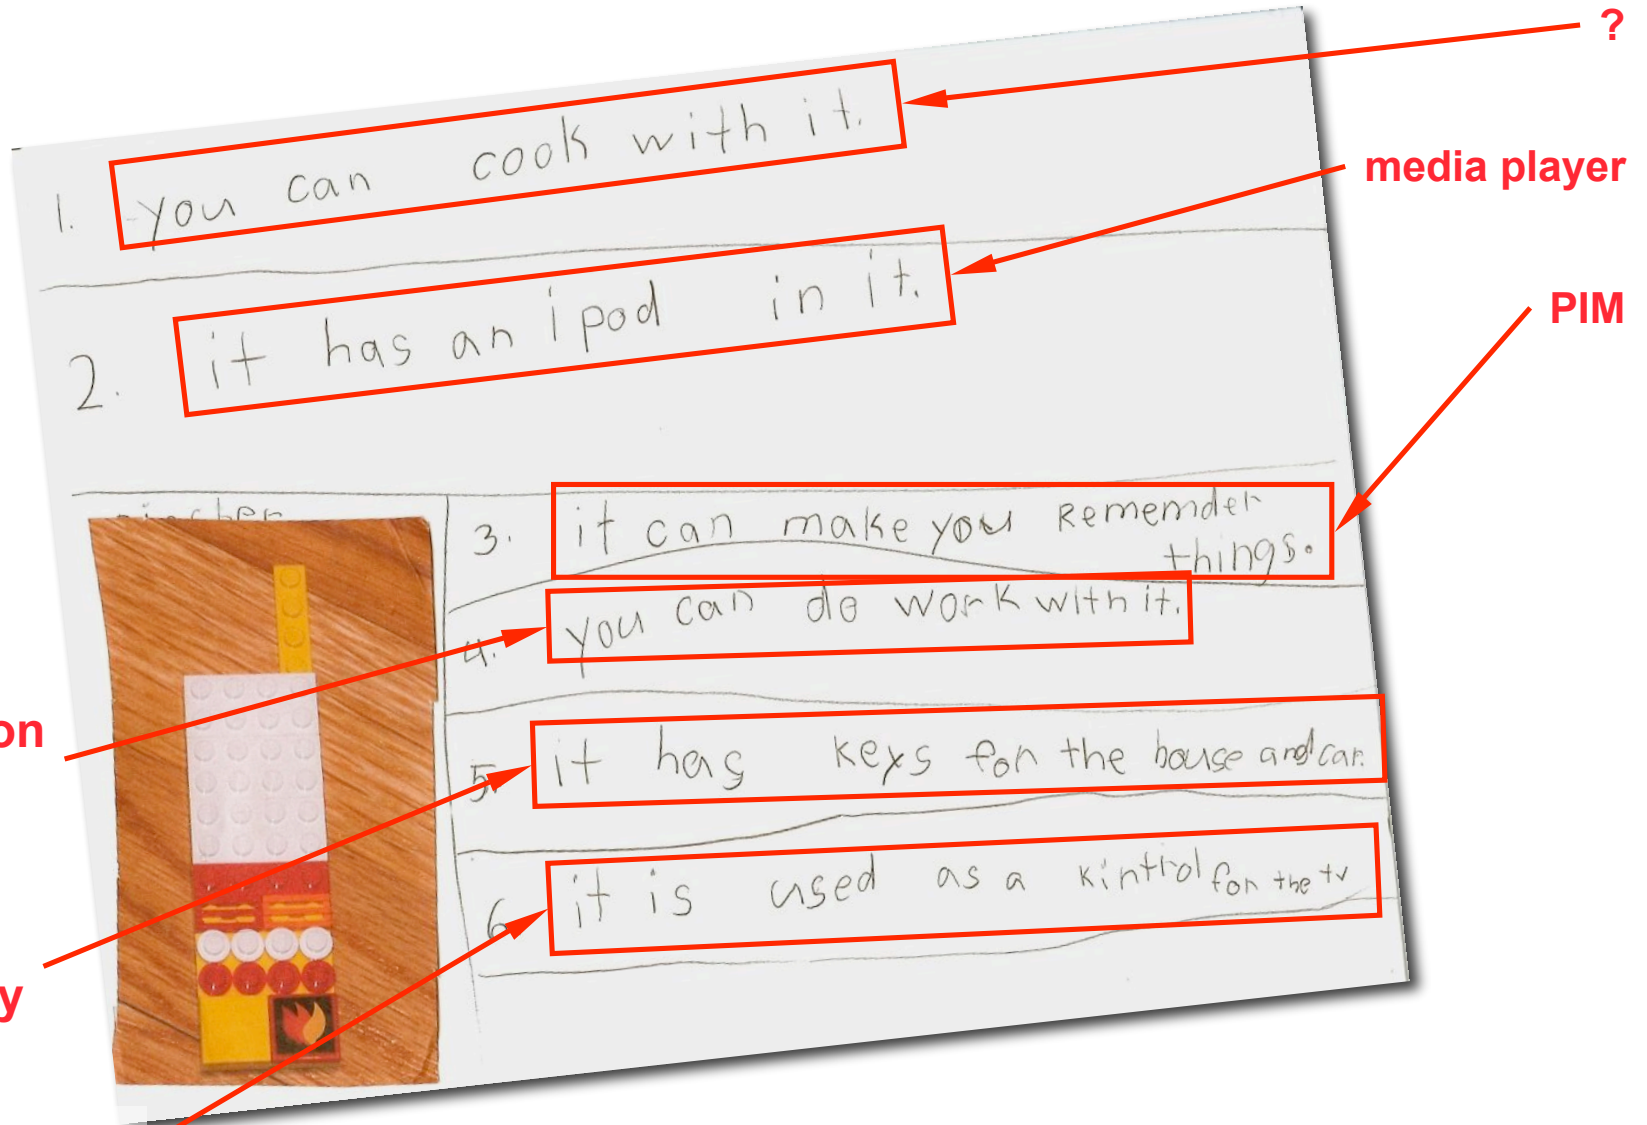 ?
1. you can cook with it.
media player
2. it has an ipod in it.
PIM
3. it can make you Rememder
things.
4. you can do work with it.
on
5. it has keys for the house and car.
6. it is used as a kintrol for the tv
y